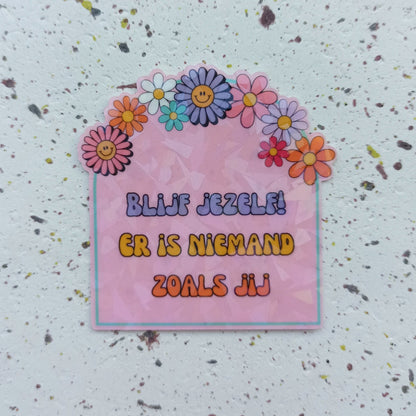 BLIJF JEZELF!
ER IS NIEMAND
ZOALS JIJ